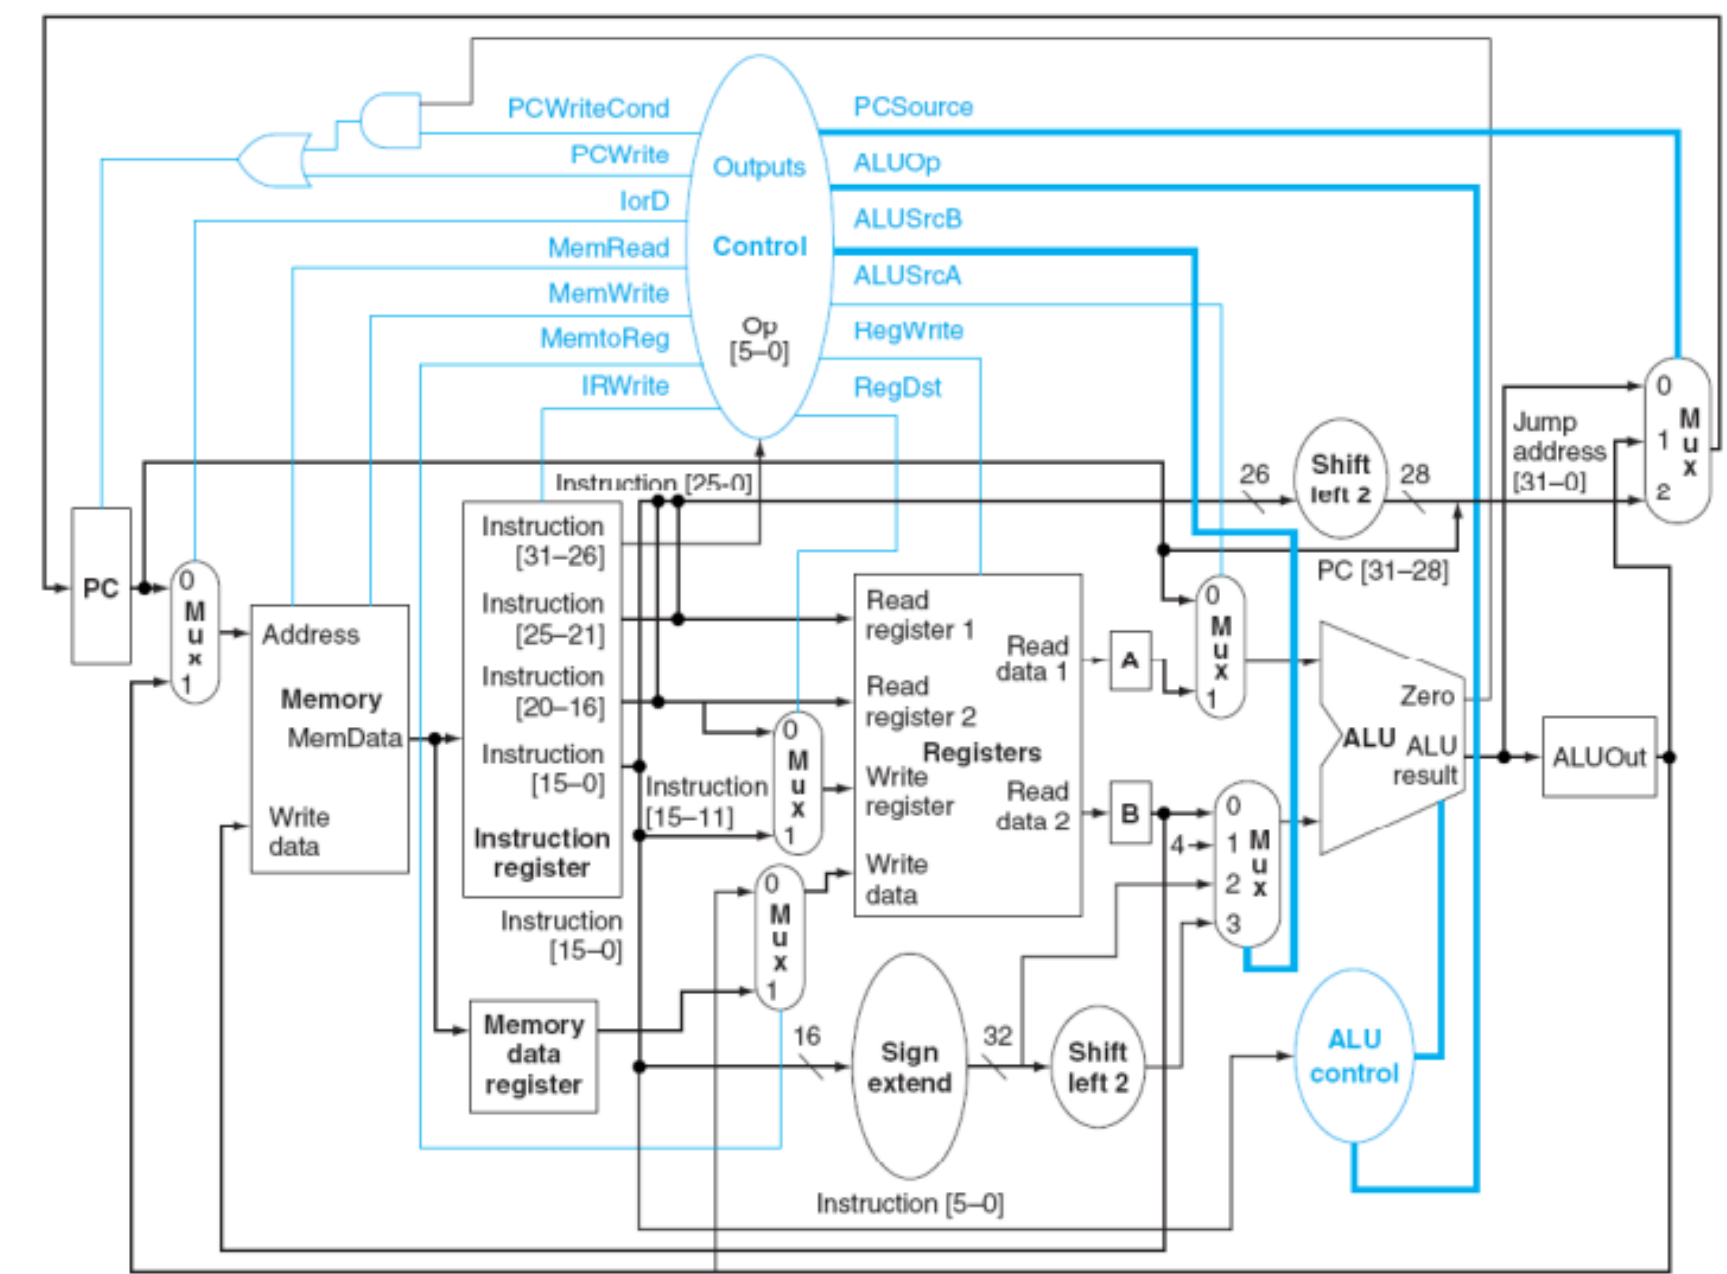 PCWriteCond
PCWrite
IorD
MemRead
MemWrite
MemtoReg
IRWrite
Outputs
Control
Op
[5–0]
PCSource
ALUOp
ALUSrcB
ALUSrcA
RegWrite
RegDst
Instruction [25-0]
26
Shift
left 2
28
Jump
address
[31–0]
0
1
2
M
u
x
PC [31–28]
PC
0
M
u
x
1
Address
Memory
MemData
Write
data
Instruction
[31–26]
Instruction
[25–21]
Instruction
[20–16]
Instruction
[15–0]
Instruction
register
Instruction
[15–0]
Instruction
[15–11]
0
M
u
x
1
0
M
u
x
1
Memory
data
register
Read
register 1
Read
register 2
Registers
Write
register
Write
data
Read
data 1
Read
data 2
A
B
0
M
u
x
1
4
0
1
2
3
M
u
x
Zero
ALU
ALU
result
ALUOut
16
Sign
extend
32
Shift
left 2
ALU
control
Instruction [5–0]